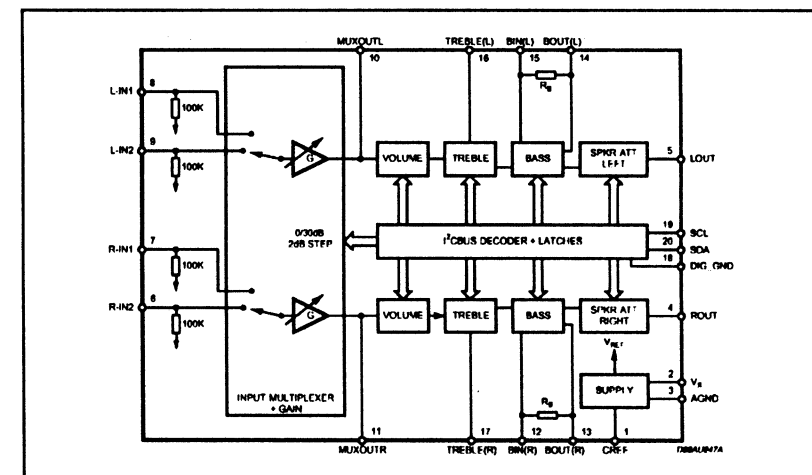 MUXOUTL TREBLE(L) BIN(L) BOUT(L)
10 16 15 14
L-IN1 8
100K
RB
L-IN2 9
100K
G
VOLUME TREBLE BASS SPKR ATT LEFT 5 LOUT
0/30dB
2dB STEP
I²CBUS DECODER + LATCHES
19 SCL
20 SDA
18 DIG_GND
R-IN1 7
100K
R-IN2 6
100K
G
VOLUME TREBLE BASS SPKR ATT RIGHT 4 ROUT
VREF
INPUT MULTIPLEXER
+ GAIN
RB
SUPPLY
2 VS
3 AGND
11 17 12 13 1
MUXOUTR TREBLE(R) BIN(R) BOUT(R) CREF